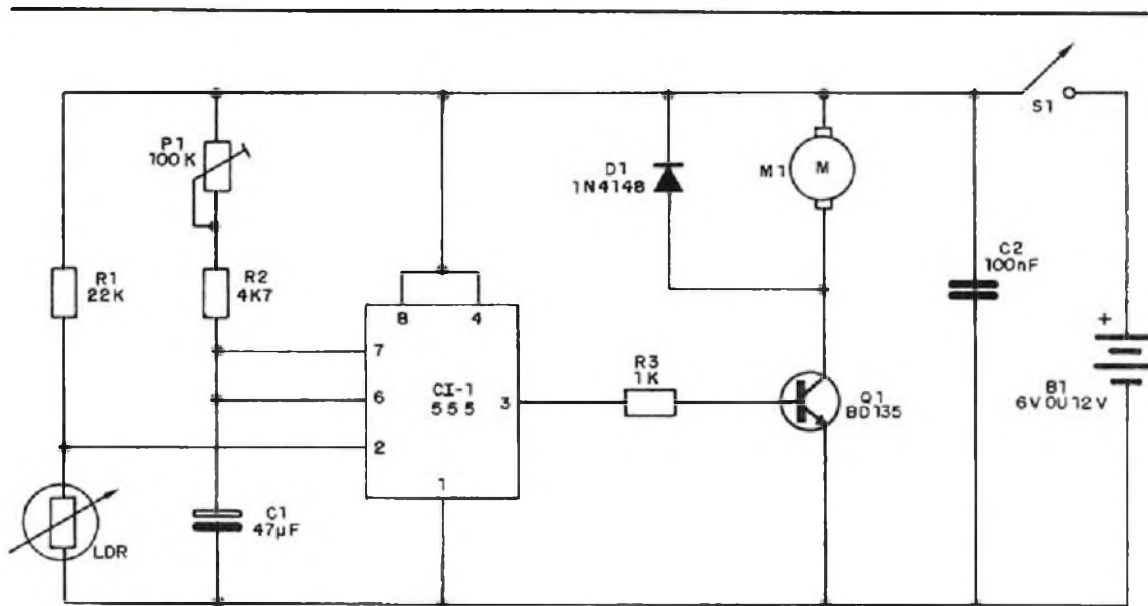 S1
P1
100K
D1
1N4148
M1
M
R1
22K
R2
4K7
C2
100nF
8
4
7
6
2
CI-1
555
3
1
R3
1K
Q1
BD135
+
B1
6V OU 12V
C1
47µF
LDR